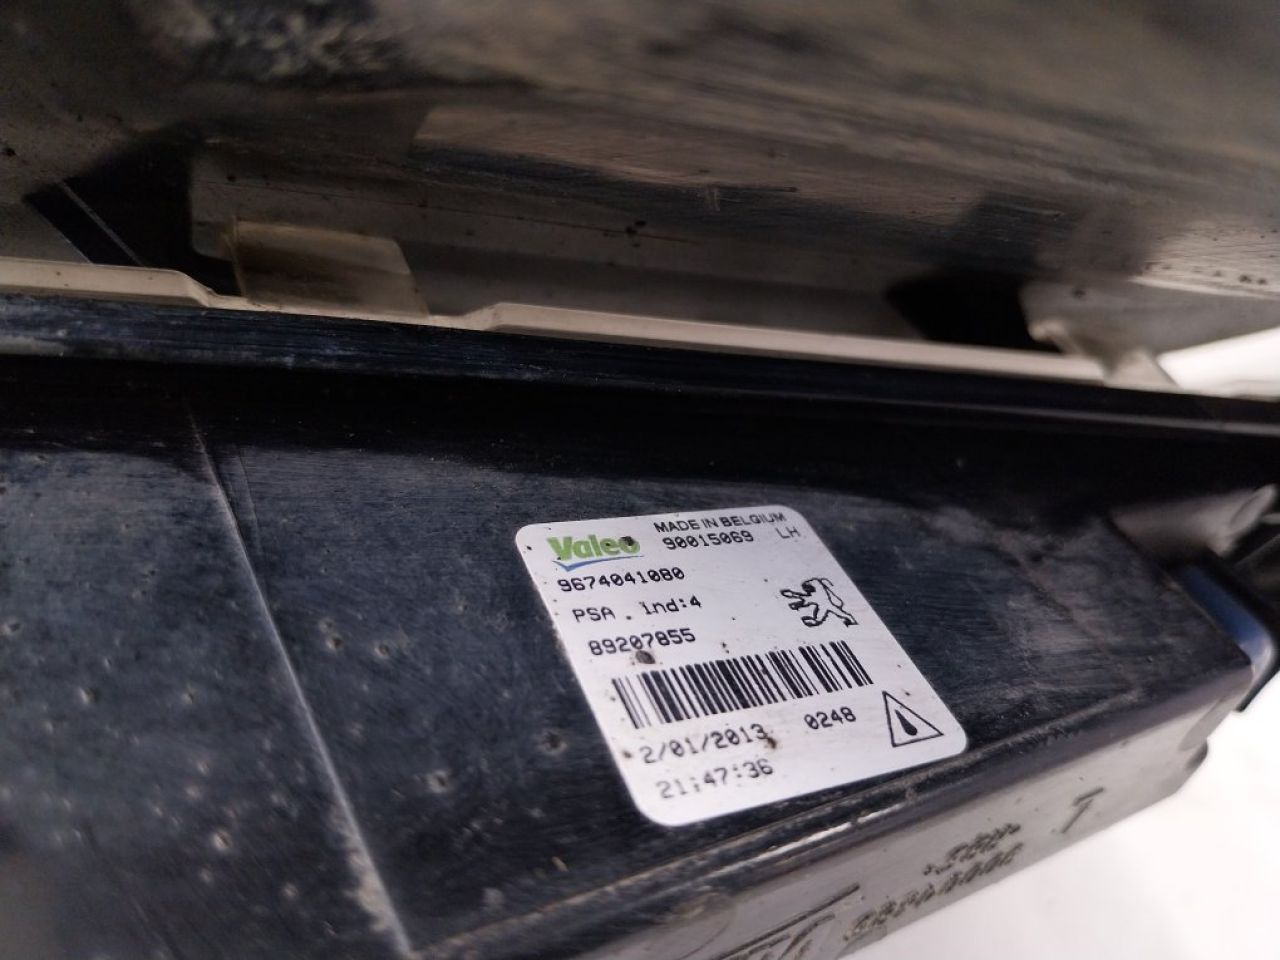 MADE IN BELGIUM
Valeo 90015069 LH
9674041080
PSA . ind:4
89207855
2/01/2013 0248
21:47:36